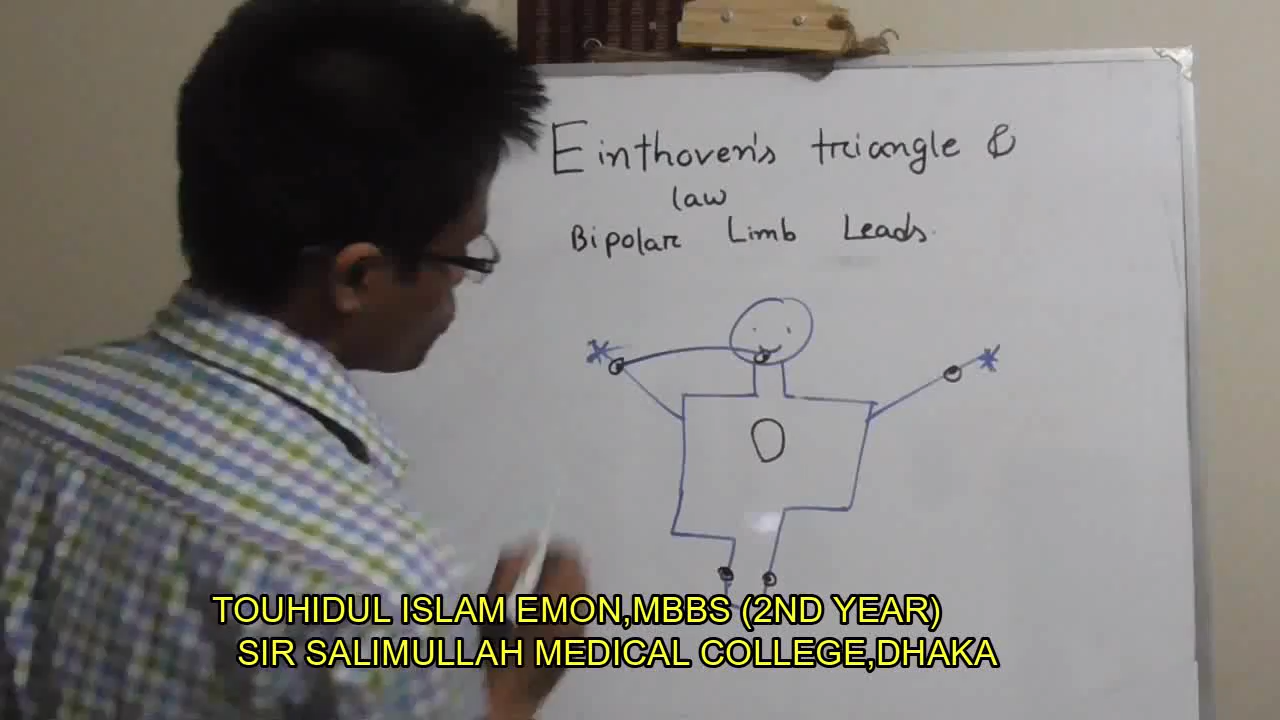 Einthoven's triangle &
law
Bipolar Limb Leads.
TOUHIDUL ISLAM EMON,MBBS (2ND YEAR)
SIR SALIMULLAH MEDICAL COLLEGE,DHAKA